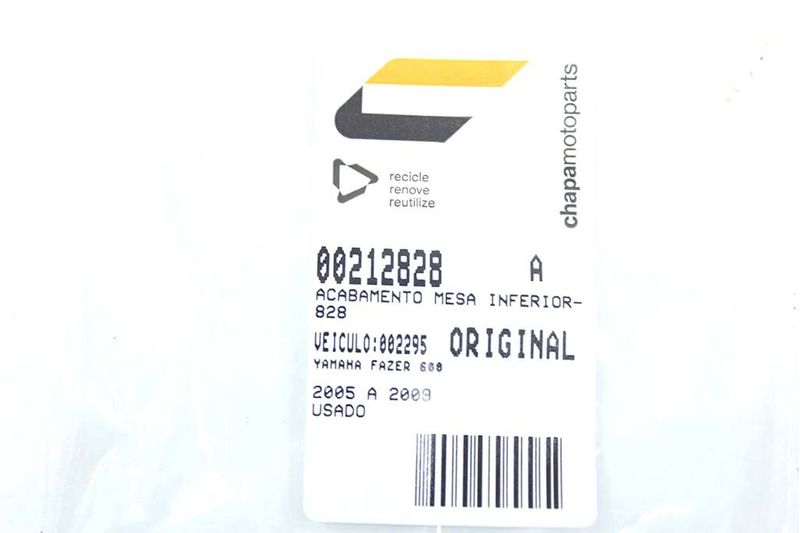 chapamotoparts
recicle
renove
reutilize
00212828 A
ACABAMENTO MESA INFERIOR-
828
VEICULO:002295 ORIGINAL
YAMAHA FAZER 600
2005 A 2009
USADO